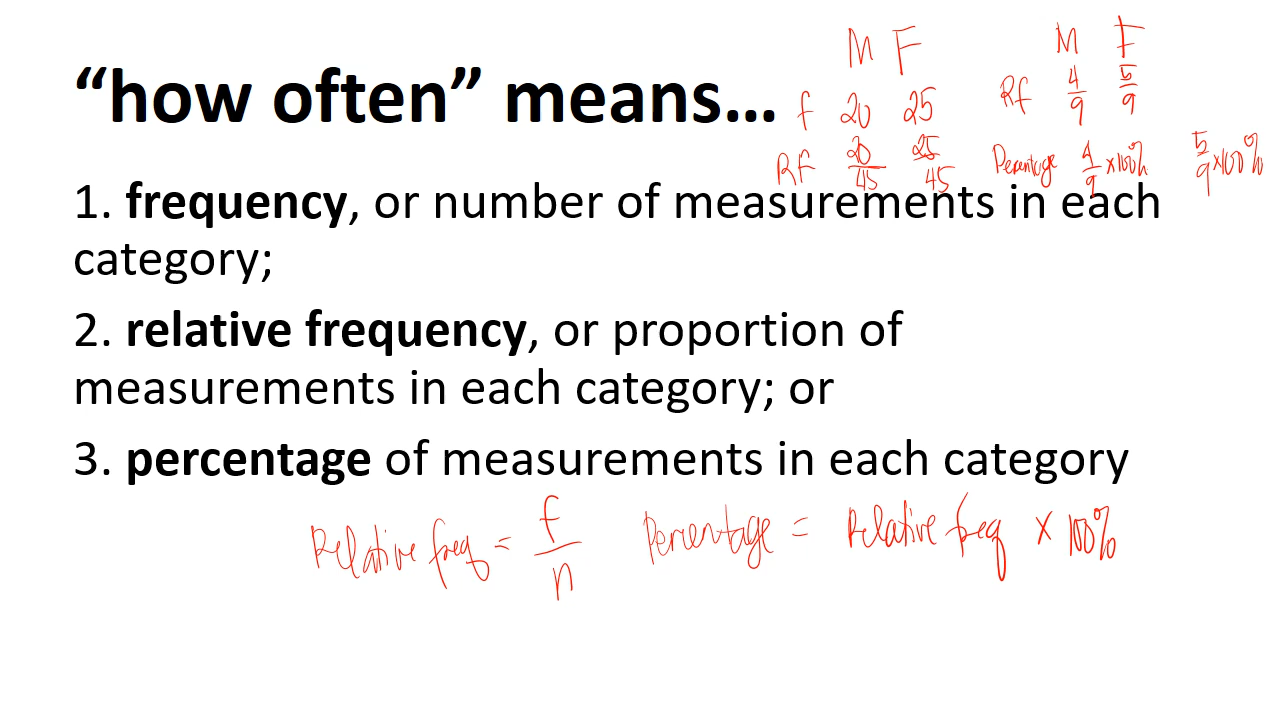 “how often” means...
M F
f 20 25
RF 20/45 25/45
M F
Rf 4/9 5/9
Percentage 4/9 x100% 5/9 x100%
1. frequency, or number of measurements in each
category;
2. relative frequency, or proportion of
measurements in each category; or
3. percentage of measurements in each category
Relative freq = f/n
Percentage = Relative freq x 100%